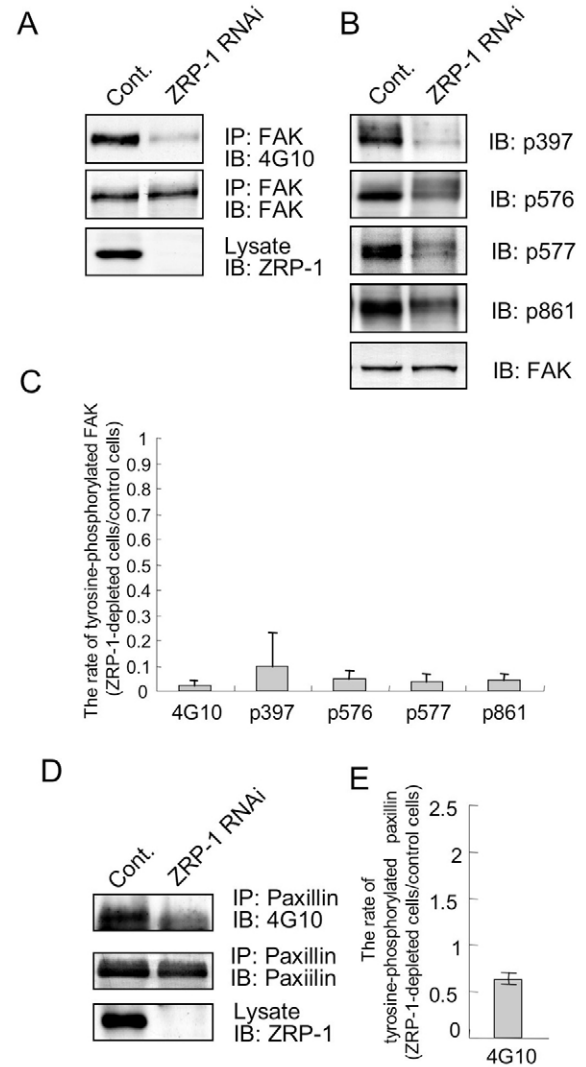 A
Cont.
ZRP-1 RNAi
IP: FAK
IB: 4G10
IP: FAK
IB: FAK
Lysate
IB: ZRP-1
B
Cont.
ZRP-1 RNAi
IB: p397
IB: p576
IB: p577
IB: p861
IB: FAK
C
The rate of tyrosine-phosphorylated FAK
(ZRP-1-depleted cells/control cells)
1
0.9
0.8
0.7
0.6
0.5
0.4
0.3
0.2
0.1
0
4G10 p397 p576 p577 p861
D
Cont.
ZRP-1 RNAi
IP: Paxillin
IB: 4G10
IP: Paxillin
IB: Paxiilin
Lysate
IB: ZRP-1
E
The rate of
tyrosine-phosphorylated paxillin
(ZRP-1-depleted cells/control cells)
2.5
2
1.5
1
0.5
0
4G10